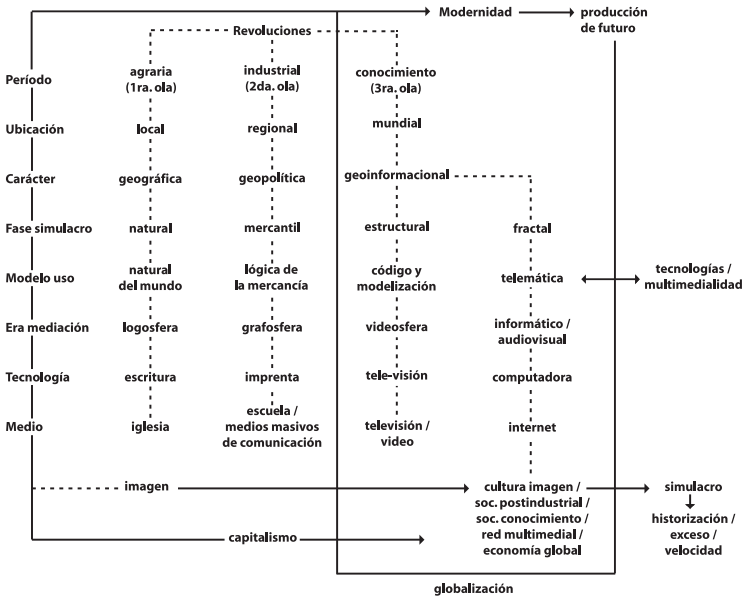 Modernidad
producción
de futuro
Revoluciones
Período
agraria
(1ra. ola)
industrial
(2da. ola)
conocimiento
(3ra. ola)
Ubicación
local
regional
mundial
Carácter
geográfica
geopolítica
geoinformacional
Fase simulacro
natural
mercantil
estructural
fractal
Modelo uso
natural
del mundo
lógica de
la mercancía
código y
modelización
telemática
tecnologías /
multimedialidad
Era mediación
logosfera
grafosfera
videosfera
informático /
audiovisual
Tecnología
escritura
imprenta
tele-visión
computadora
Medio
iglesia
escuela /
medios masivos
de comunicación
televisión /
video
internet
imagen
cultura imagen /
soc. postindustrial /
soc. conocimiento /
red multimedial /
economía global
simulacro
historización /
exceso /
velocidad
capitalismo
globalización